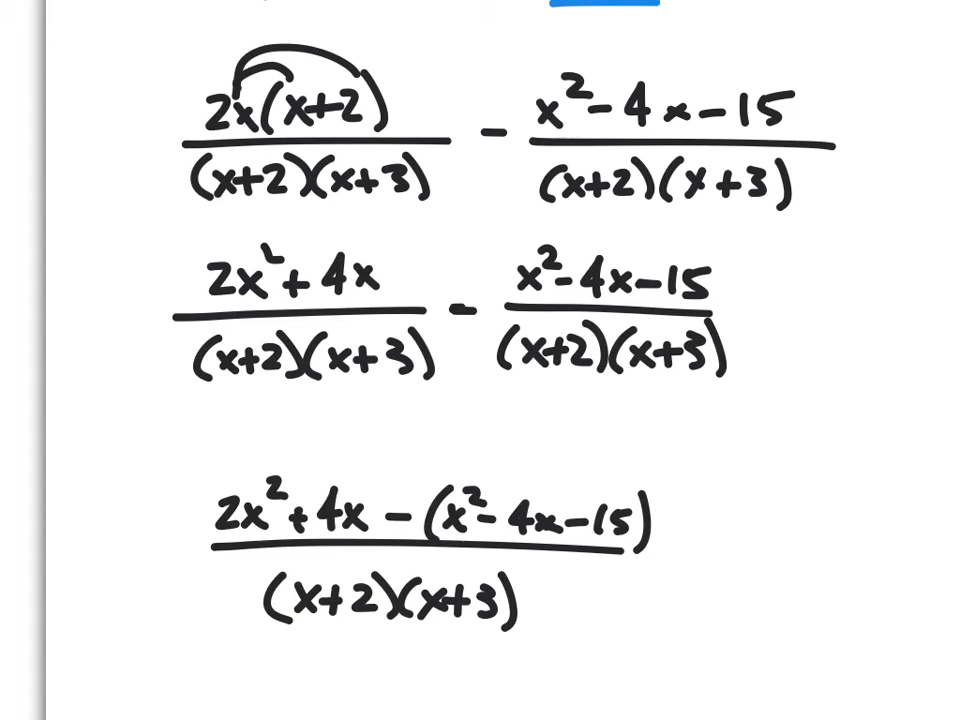 2x(x+2) / (x+2)(x+3) - x² - 4x - 15 / (x+2)(x+3)
2x² + 4x / (x+2)(x+3) - x² - 4x - 15 / (x+2)(x+3)
2x² + 4x - (x² - 4x - 15) / (x+2)(x+3)